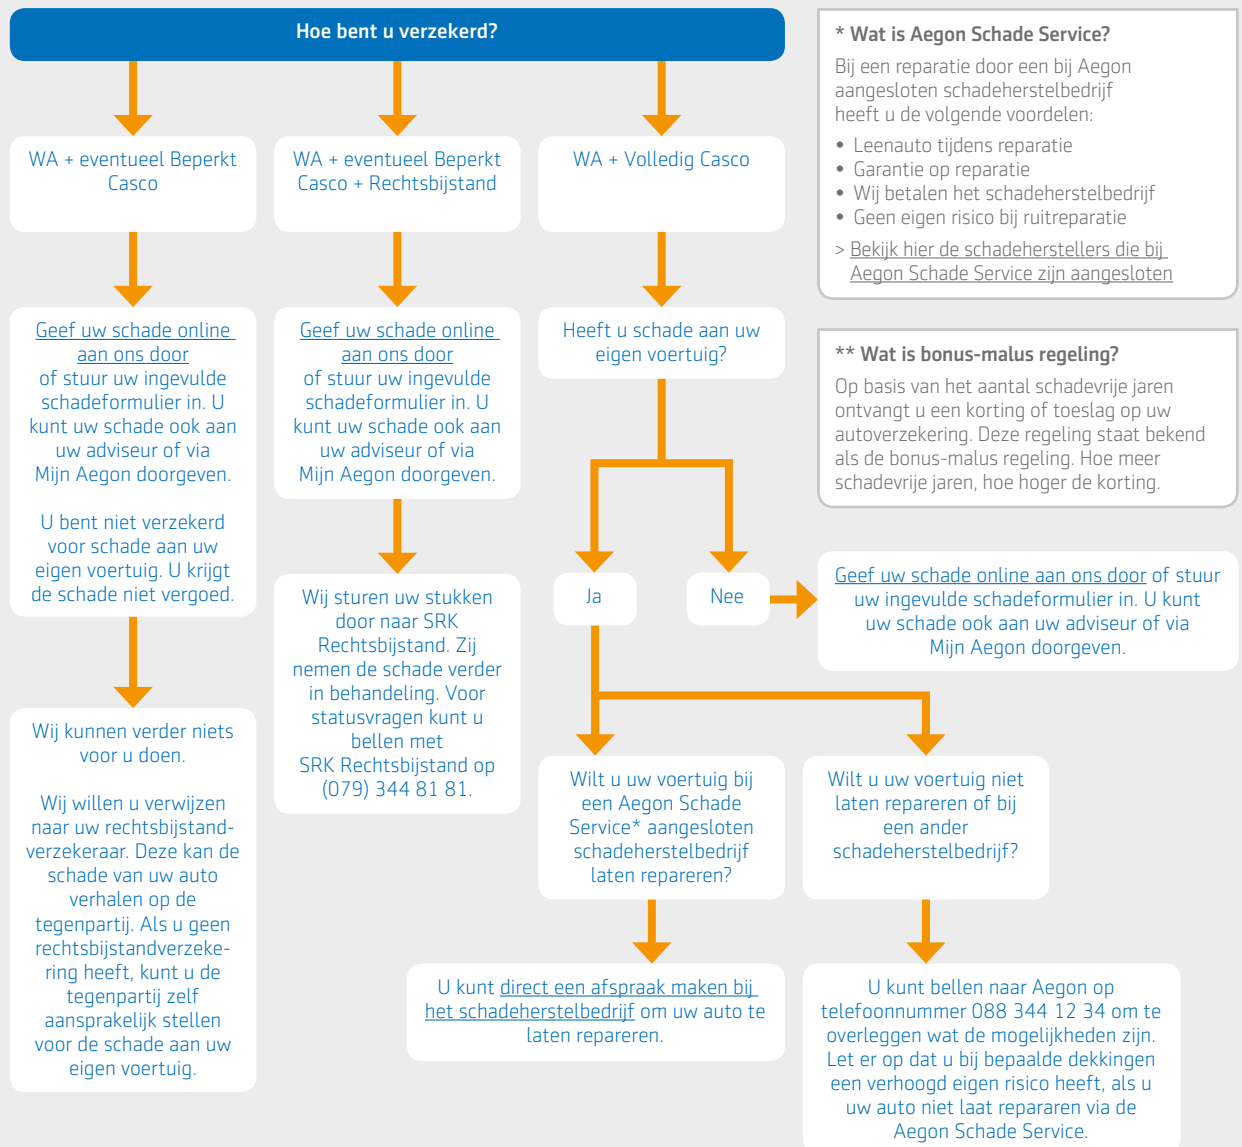 Hoe bent u verzekerd?
WA + eventueel Beperkt
Casco
WA + eventueel Beperkt
Casco + Rechtsbijstand
WA + Volledig Casco
Geef uw schade online
aan ons door
of stuur uw ingevulde
schadeformulier in. U
kunt uw schade ook aan
uw adviseur of via
Mijn Aegon doorgeven.
U bent niet verzekerd
voor schade aan uw
eigen voertuig. U krijgt
de schade niet vergoed.
Geef uw schade online
aan ons door
of stuur uw ingevulde
schadeformulier in. U
kunt uw schade ook aan
uw adviseur of via
Mijn Aegon doorgeven.
Heeft u schade aan uw
eigen voertuig?
Wij kunnen verder niets
voor u doen.
Wij willen u verwijzen
naar uw rechtsbijstand-
verzekeraar. Deze kan de
schade van uw auto
verhalen op de
tegenpartij. Als u geen
rechtsbijstandverzeke-
ring heeft, kunt u de
tegenpartij zelf
aansprakelijk stellen
voor de schade aan uw
eigen voertuig.
Wij sturen uw stukken
door naar SRK
Rechtsbijstand. Zij
nemen de schade verder
in behandeling. Voor
statusvragen kunt u
bellen met
SRK Rechtsbijstand op
(079) 344 81 81.
Ja
Nee
Geef uw schade online aan ons door of stuur
uw ingevulde schadeformulier in. U kunt
uw schade ook aan uw adviseur of via
Mijn Aegon doorgeven.
Wilt u uw voertuig bij
een Aegon Schade
Service* aangesloten
schadeherstelbedrijf
laten repareren?
Wilt u uw voertuig niet
laten repareren of bij
een ander
schadeherstelbedrijf?
U kunt direct een afspraak maken bij
het schadeherstelbedrijf om uw auto te
laten repareren.
U kunt bellen naar Aegon op
telefoonnummer 088 344 12 34 om te
overleggen wat de mogelijkheden zijn.
Let er op dat u bij bepaalde dekkingen
een verhoogd eigen risico heeft, als u
uw auto niet laat repararen via de
Aegon Schade Service.
* Wat is Aegon Schade Service?
Bij een reparatie door een bij Aegon
aangesloten schadeherstelbedrijf
heeft u de volgende voordelen:
• Leenauto tijdens reparatie
• Garantie op reparatie
• Wij betalen het schadeherstelbedrijf
• Geen eigen risico bij ruitreparatie
> Bekijk hier de schadeherstellers die bij
Aegon Schade Service zijn aangesloten
** Wat is bonus-malus regeling?
Op basis van het aantal schadevrije jaren
ontvangt u een korting of toeslag op uw
autoverzekering. Deze regeling staat bekend
als de bonus-malus regeling. Hoe meer
schadevrije jaren, hoe hoger de korting.